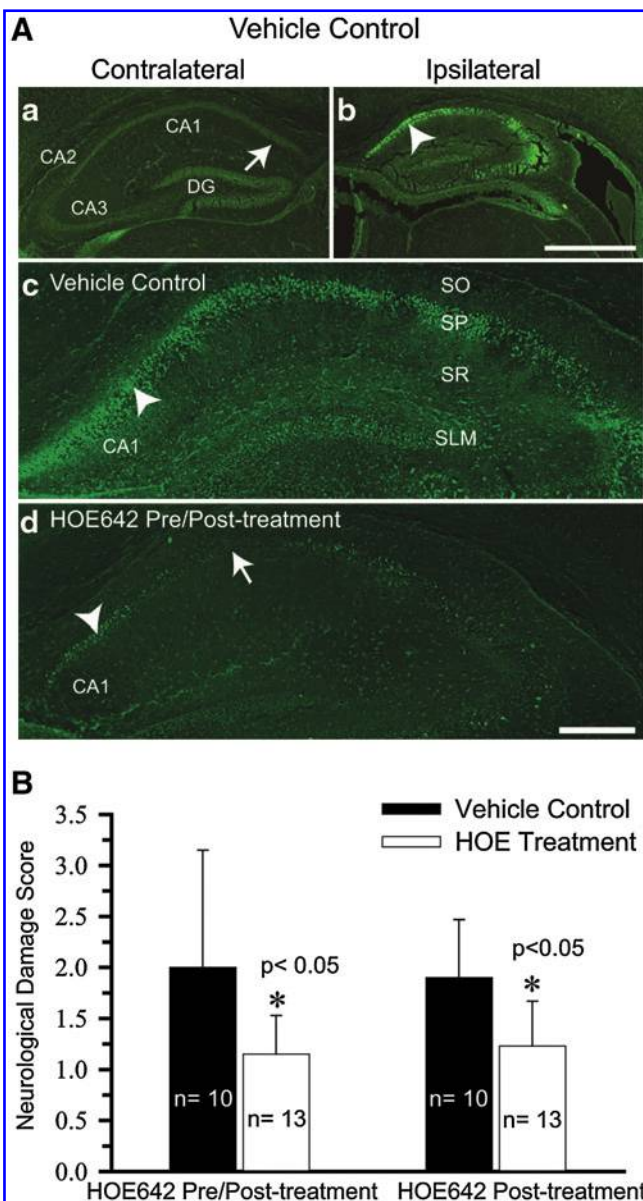 A
Vehicle Control
Contralateral
Ipsilateral
a
CA1
CA2
DG
CA3
b
c Vehicle Control
SO
SP
SR
SLM
CA1
d HOE642 Pre/Post-treatment
CA1
B
Neurological Damage Score
3.5
3.0
2.5
2.0
1.5
1.0
0.5
0.0
Vehicle Control
HOE Treatment
p< 0.05
*
n= 10
n= 13
p<0.05
*
n= 10
n= 13
HOE642 Pre/Post-treatment
HOE642 Post-treatment